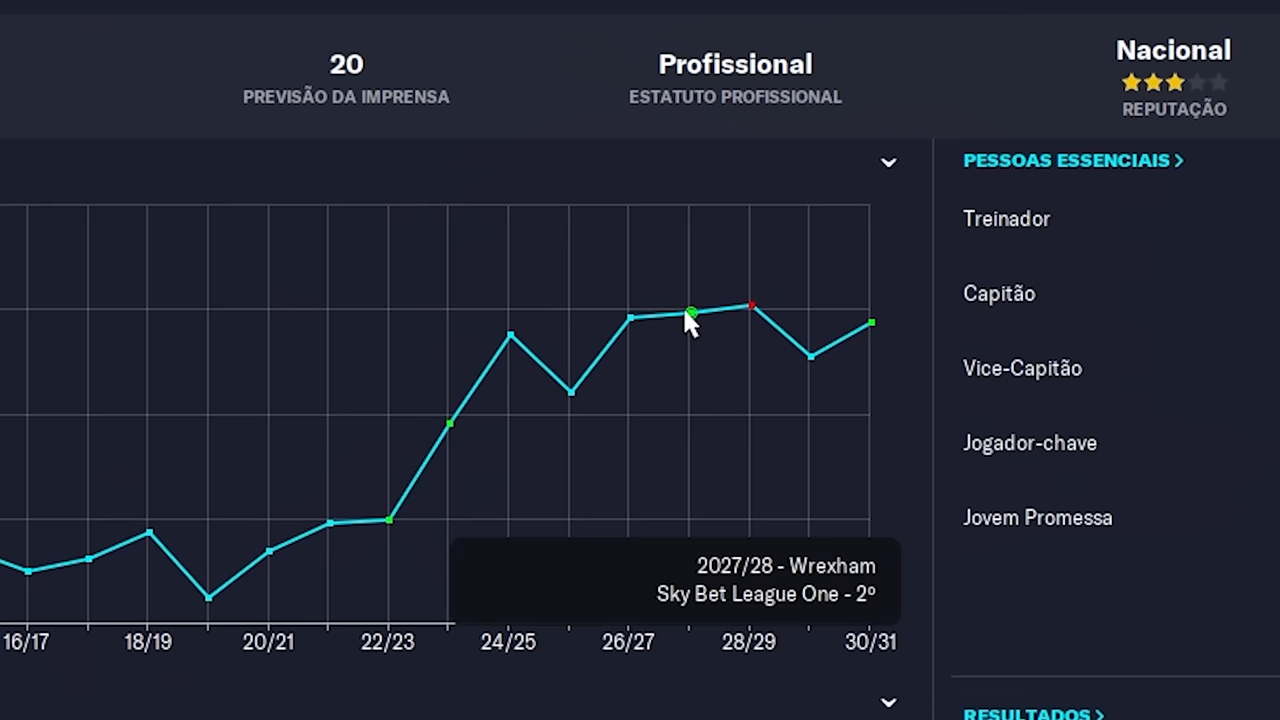 20
PREVISÃO DA IMPRENSA
Profissional
ESTATUTO PROFISSIONAL
Nacional
REPUTAÇÃO
PESSOAS ESSENCIAIS >
Treinador
Capitão
Vice-Capitão
Jogador-chave
Jovem Promessa
2027/28 - Wrexham
Sky Bet League One - 2º
16/17 18/19 20/21 22/23 24/25 26/27 28/29 30/31
RESULTADOS >